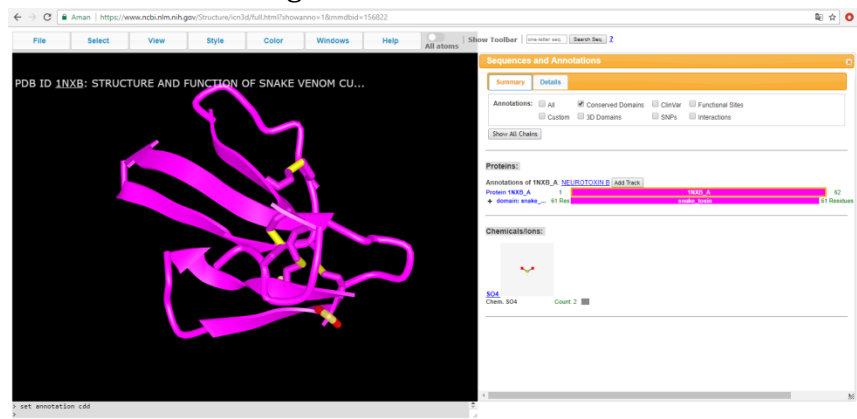 Aman | https://www.ncbi.nlm.nih.gov/Structure/icn3d/full.html?showanno=1&mmdbid=156822
File Select View Style Color Windows Help All atoms Show Toolbar one-letter seq. Search Seq. ?
Sequences and Annotations
PDB ID 1NXB: STRUCTURE AND FUNCTION OF SNAKE VENOM CU...
Summary Details
Annotations: All Conserved Domains ClinVar Functional Sites
Custom 3D Domains SNPs Interactions
Show All Chains
Proteins:
Annotations of 1NXB_A: NEUROTOXIN B Add Track
Protein 1NXB_A 1 1NXB_A 62
+ domain: snake_... 61 Res snake_toxin 61 Residues
Chemicals/Ions:
SO4
Chem. SO4 Count: 2
> set annotation cdd
>